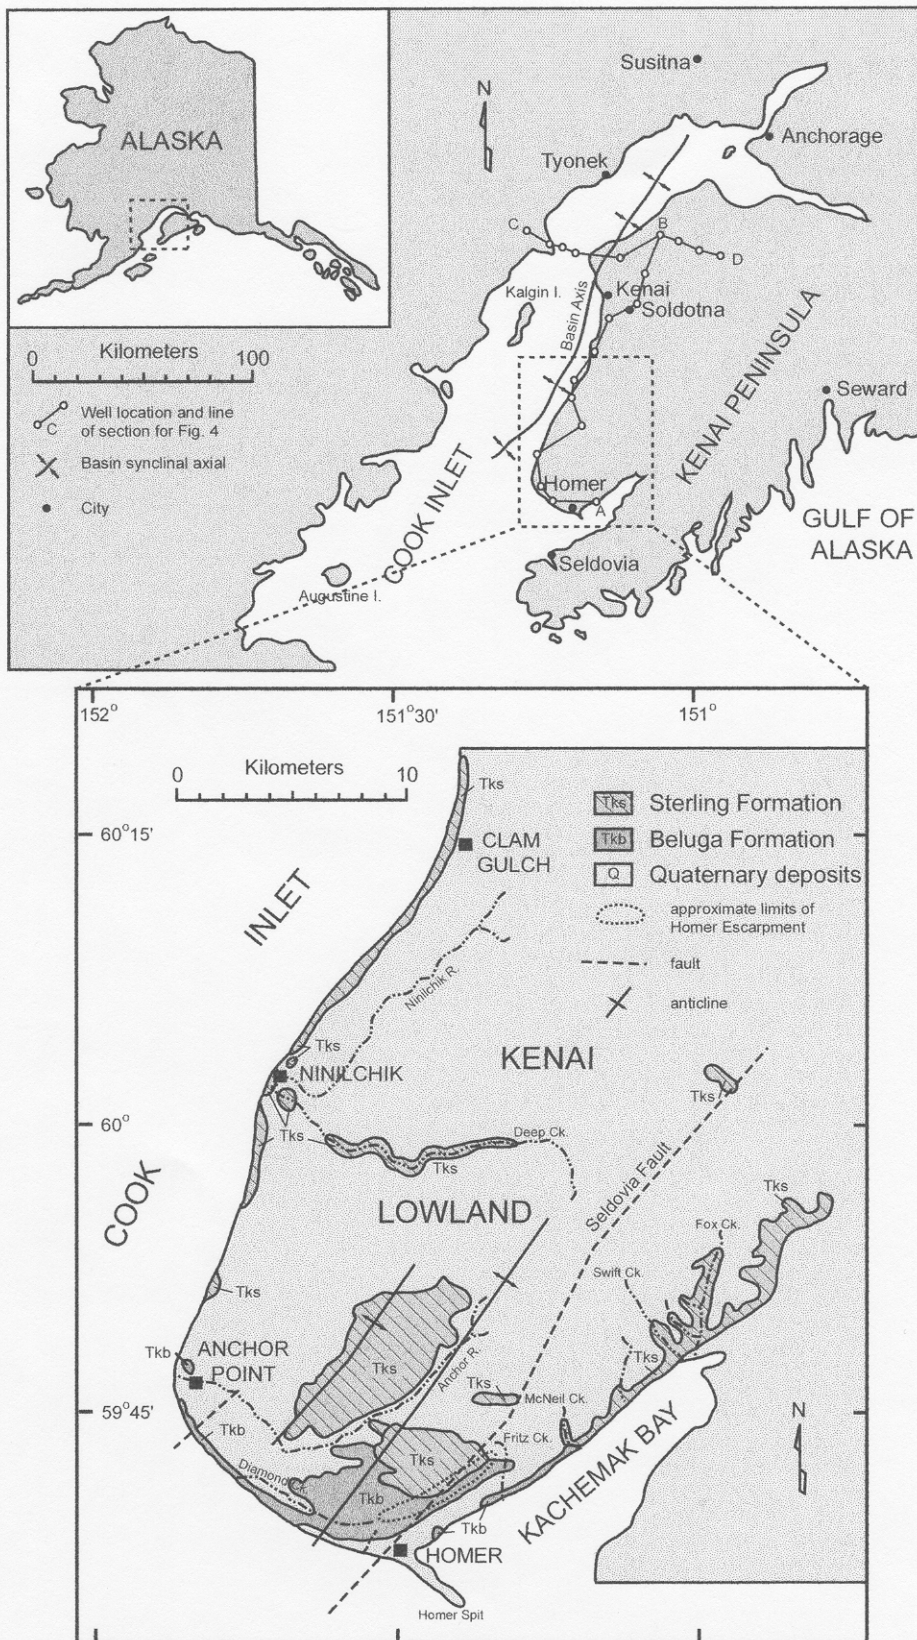 ALASKA
Susitna
N
Anchorage
Tyonek
C
B
D
Kalgin I.
Kenai
Soldotna
Basin Axis
0 Kilometers 100
C Well location and line
of section for Fig. 4
Basin synclinal axial
City
KENAI PENINSULA
Seward
Homer
A
COOK INLET
GULF OF
ALASKA
Seldovia
Augustine I.
152° 151°30' 151°
0 Kilometers 10
Tks
Tks Sterling Formation
Tkb Beluga Formation
Q Quaternary deposits
approximate limits of
Homer Escarpment
fault
anticline
60°15'
CLAM
GULCH
INLET
Ninilchik R.
Tks
KENAI
NINILCHIK
Tks
60°
Tks
Deep Ck.
Tks
Seldovia Fault
COOK
LOWLAND
Tks
Fox Ck.
Swift Ck.
Tks
Tkb
ANCHOR
POINT
Tks
Anchor R.
Tks
Tks
McNeil Ck.
59°45'
Tkb
Fritz Ck.
Tks
N
Diamond Ck.
Tkb
KACHEMAK BAY
Tkb
HOMER
Homer Spit